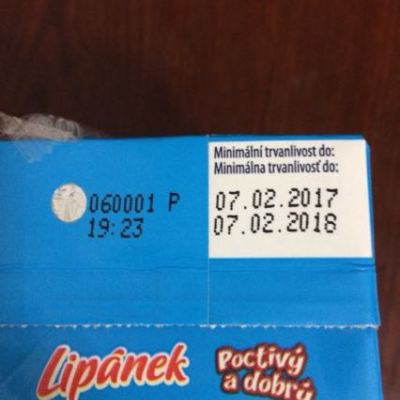 Minimální trvanlivost do:
Minimálna trvanlivosť do:
060001 P 07.02.2017
19:23 07.02.2018
Lipánek
Poctivý
a dobrý